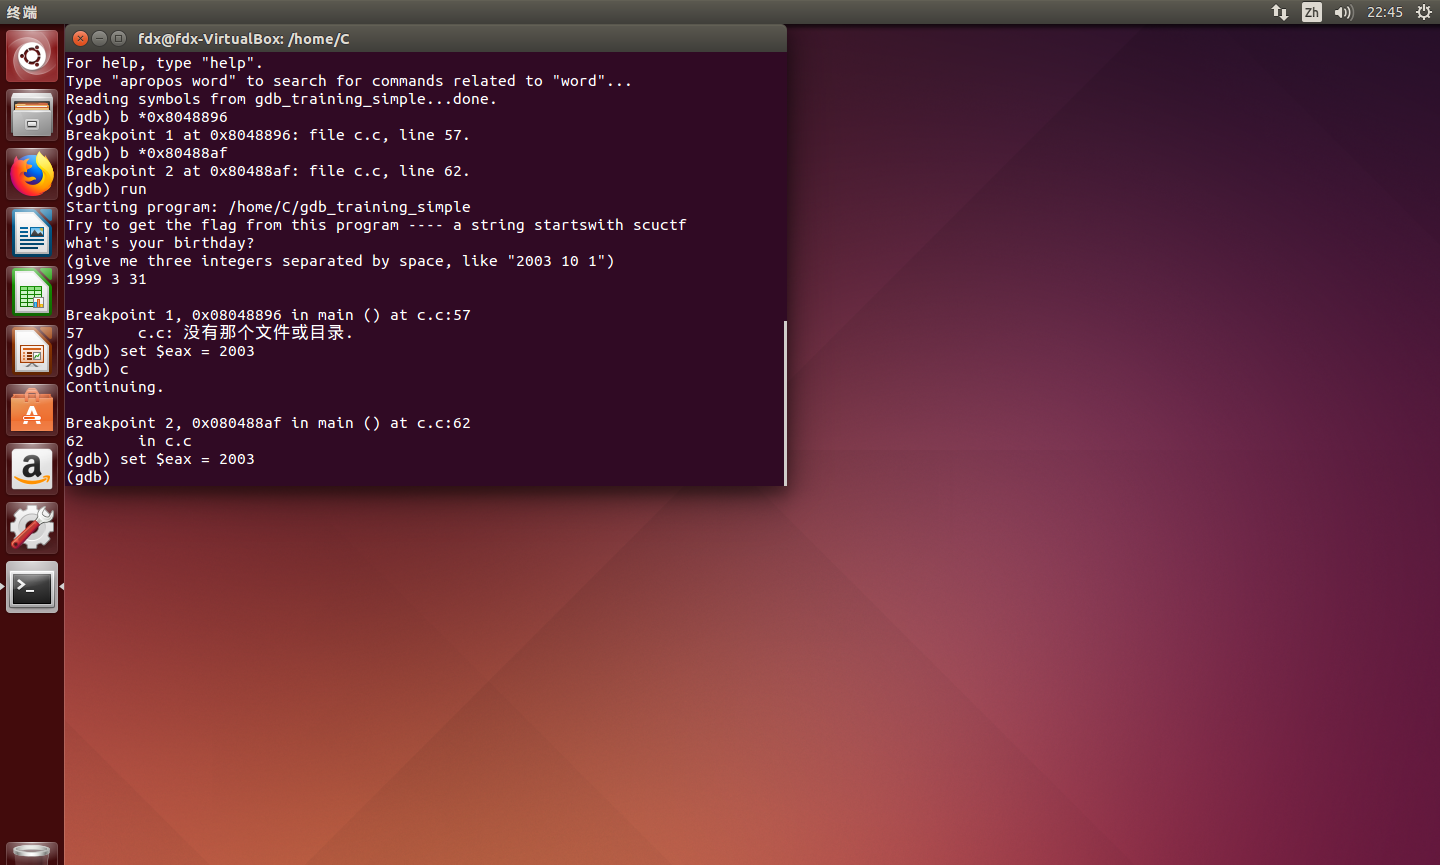 终端
Zh
22:45
fdx@fdx-VirtualBox: /home/C
For help, type "help".
Type "apropos word" to search for commands related to "word"...
Reading symbols from gdb_training_simple...done.
(gdb) b *0x8048896
Breakpoint 1 at 0x8048896: file c.c, line 57.
(gdb) b *0x80488af
Breakpoint 2 at 0x80488af: file c.c, line 62.
(gdb) run
Starting program: /home/C/gdb_training_simple
Try to get the flag from this program ---- a string startswith scuctf
what's your birthday?
(give me three integers separated by space, like "2003 10 1")
1999 3 31
Breakpoint 1, 0x08048896 in main () at c.c:57
57      c.c: 没有那个文件或目录.
(gdb) set $eax = 2003
(gdb) c
Continuing.
Breakpoint 2, 0x080488af in main () at c.c:62
62      in c.c
(gdb) set $eax = 2003
(gdb)